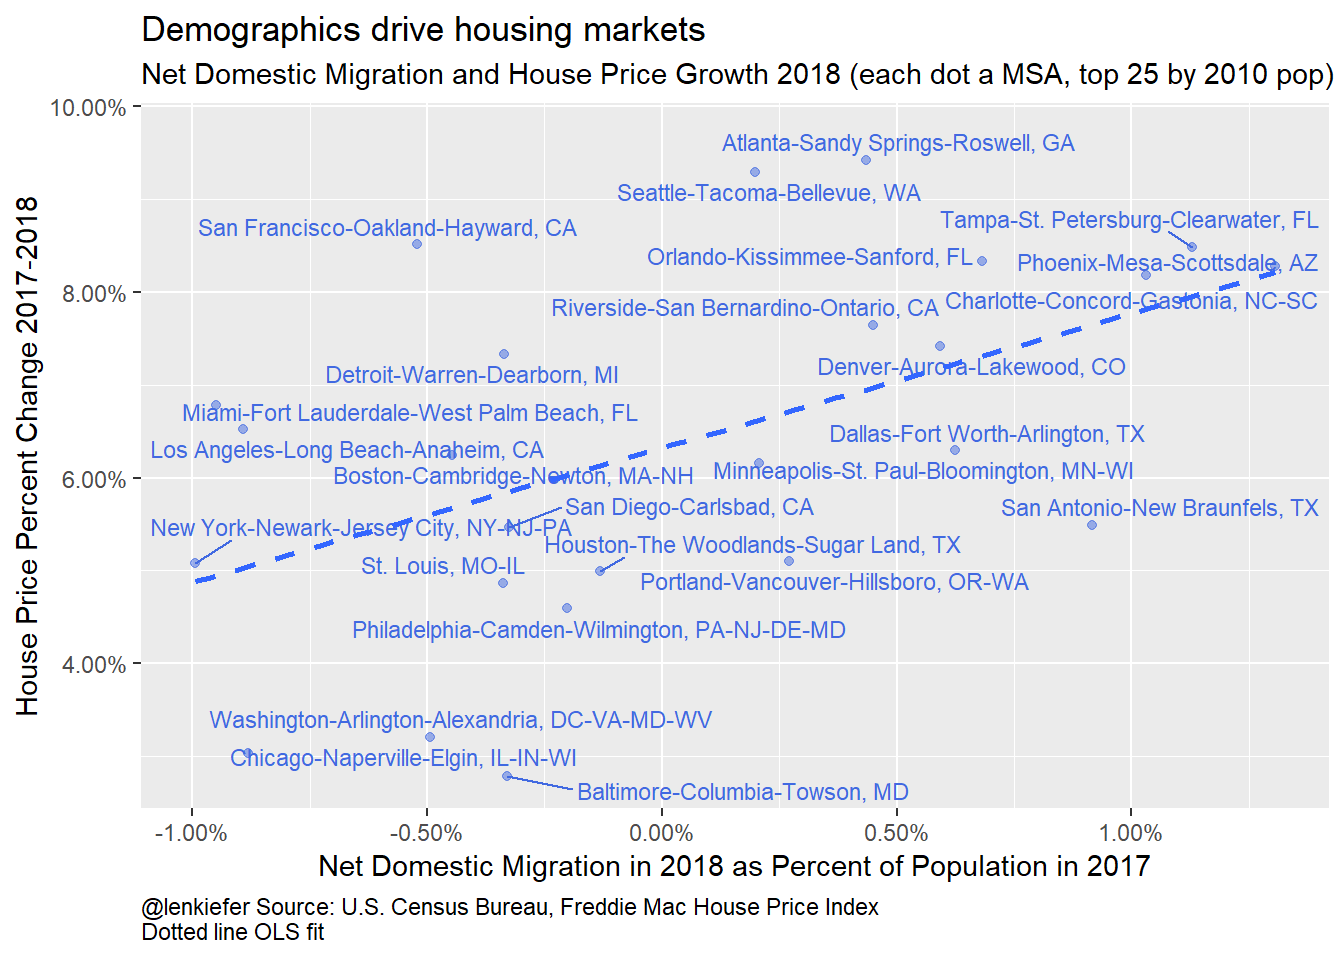 Demographics drive housing markets
Net Domestic Migration and House Price Growth 2018 (each dot a MSA, top 25 by 2010 pop)
10.00%
8.00%
6.00%
4.00%
House Price Percent Change 2017-2018
Atlanta-Sandy Springs-Roswell, GA
Seattle-Tacoma-Bellevue, WA
Tampa-St. Petersburg-Clearwater, FL
San Francisco-Oakland-Hayward, CA
Orlando-Kissimmee-Sanford, FL
Phoenix-Mesa-Scottsdale, AZ
Charlotte-Concord-Gastonia, NC-SC
Riverside-San Bernardino-Ontario, CA
Denver-Aurora-Lakewood, CO
Detroit-Warren-Dearborn, MI
Miami-Fort Lauderdale-West Palm Beach, FL
Dallas-Fort Worth-Arlington, TX
Los Angeles-Long Beach-Anaheim, CA
Minneapolis-St. Paul-Bloomington, MN-WI
Boston-Cambridge-Newton, MA-NH
San Diego-Carlsbad, CA
San Antonio-New Braunfels, TX
New York-Newark-Jersey City, NY-NJ-PA
Houston-The Woodlands-Sugar Land, TX
St. Louis, MO-IL
Portland-Vancouver-Hillsboro, OR-WA
Philadelphia-Camden-Wilmington, PA-NJ-DE-MD
Washington-Arlington-Alexandria, DC-VA-MD-WV
Chicago-Naperville-Elgin, IL-IN-WI
Baltimore-Columbia-Towson, MD
-1.00%
-0.50%
0.00%
0.50%
1.00%
Net Domestic Migration in 2018 as Percent of Population in 2017
@lenkiefer Source: U.S. Census Bureau, Freddie Mac House Price Index
Dotted line OLS fit